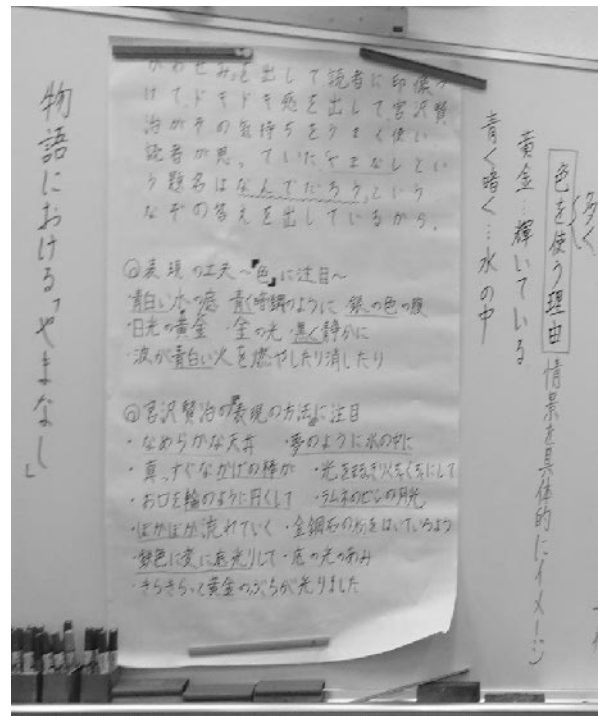 多く
色を使う理由 情景を具体的にイメージ
黄金…輝いている
青く暗く…水の中
かわせみを出して読者に印像づ
けて、ドキドキ感を出して、宮沢賢
治がその気持ちをうまく使い、
読者が思っていた、やまなしとい
う題名はなんでだろう、という
なぞの答えを出しているから。
◎表現の工夫〜「色」に注目〜
・青白い水の底 青く暗く鋼のように 銀の色の腹
・日光の黄金 ・金の光 ・黒く静かに
・波が青白い火を燃やしたり消したり
◎宮沢賢治の「表現の方法」に注目
・なめらかな天井 ・夢のように水の中に
・真っすぐなかげの棒が ・光をまるっきりくちゃくちゃにして
・お口を輪のように円くして ・ラムネのビンの月光
・ぽかぽか流れていく ・金鋼石の粉をはいているよう
底光りして ・底の光のあみ
・きらきらっと黄金のぶちが光りました
物語における「やまなし」